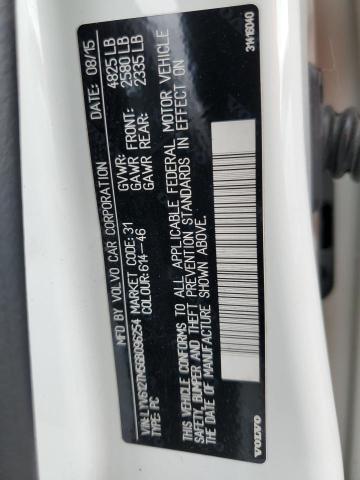 MFD BY VOLVO CAR CORPORATION DATE: 08/15
VIN:LYV612TM5GB096254 GVWR: 4825 LB
MARKET CODE: 31 GAWR FRONT: 2580 LB
TYPE: PC COLOUR:614-46 GAWR REAR: 2335 LB
THIS VEHICLE CONFORMS TO ALL APPLICABLE FEDERAL MOTOR VEHICLE
SAFETY, BUMPER AND THEFT PREVENTION STANDARDS IN EFFECT ON
THE DATE OF MANUFACTURE SHOWN ABOVE.
VOLVO 31416040